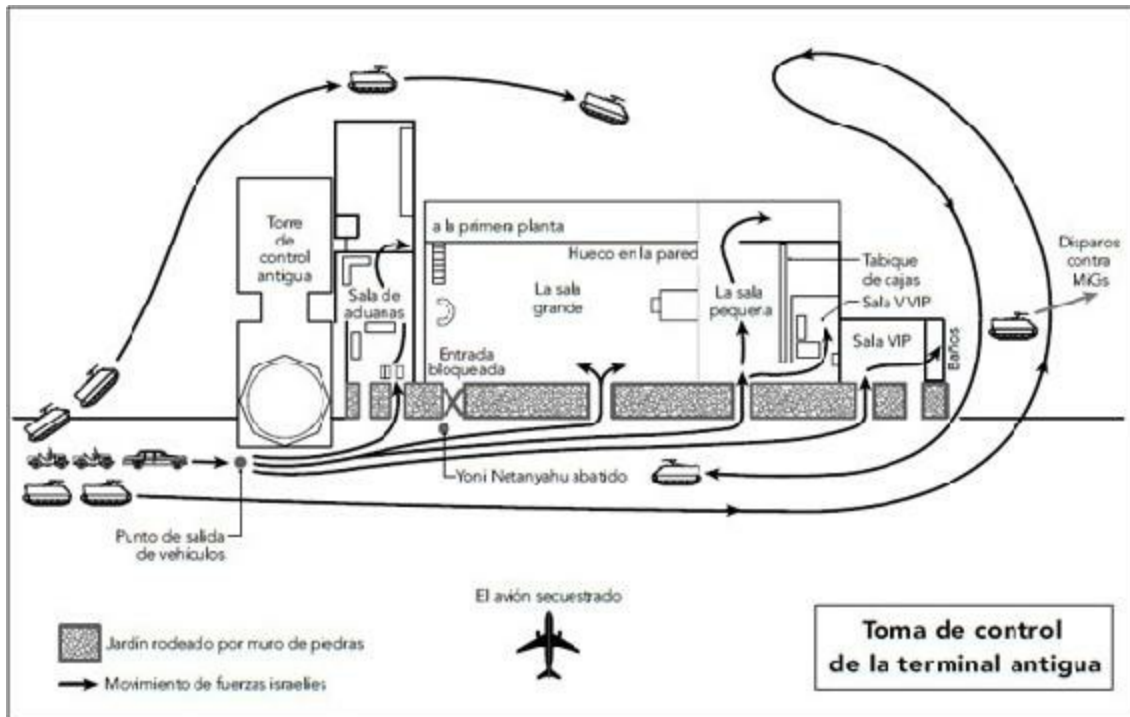 Torre
de
control
antigua
Sala de
aduanas
a la primera planta
Hueco en la pared
La sala
grande
La sala
pequeña
Tabique
de cajas
Sala VVIP
Sala VIP
Baños
Disparos
contra
MiGs
Entrada
bloqueada
Yoni Netanyahu abatido
Punto de salida
de vehículos
El avión secuestrado
Jardín rodeado por muro de piedras
Movimiento de fuerzas israelíes
Toma de control
de la terminal antigua